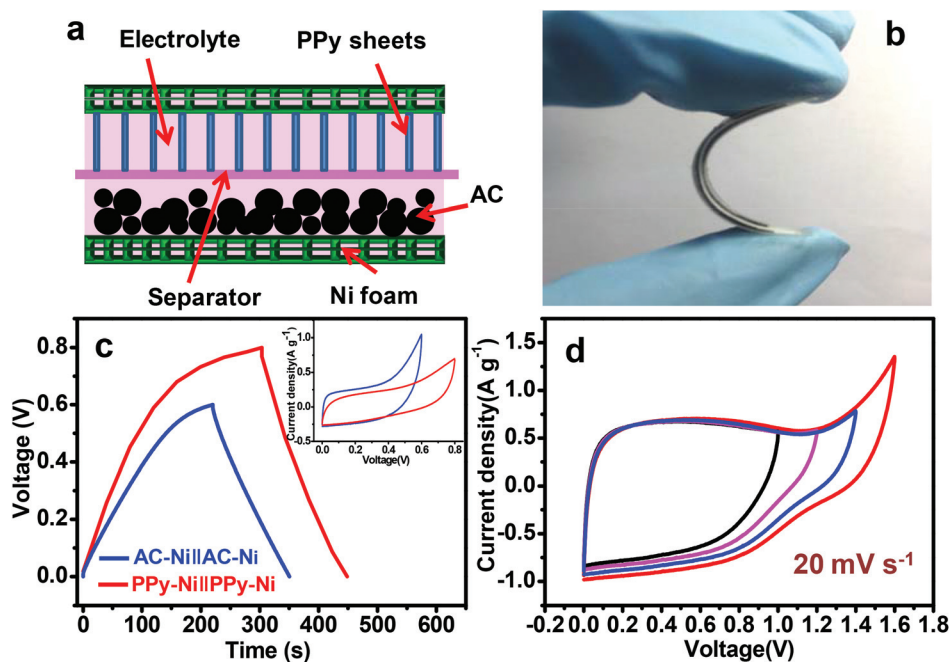 a
Electrolyte
PPy sheets
AC
Separator
Ni foam
b
c
0.8
0.6
0.4
0.2
0.0
Voltage (V)
0 100 200 300 400 500 600
Time (s)
AC-Ni||AC-Ni
PPy-Ni||PPy-Ni
1.0
0.5
0.0
-0.5
Current density(A g⁻¹)
0.0 0.2 0.4 0.6 0.8
Voltage(V)
d
1.5
1.0
0.5
0.0
-0.5
-1.0
Current density(A g⁻¹)
20 mV s⁻¹
-0.2 0.0 0.2 0.4 0.6 0.8 1.0 1.2 1.4 1.6 1.8
Voltage(V)